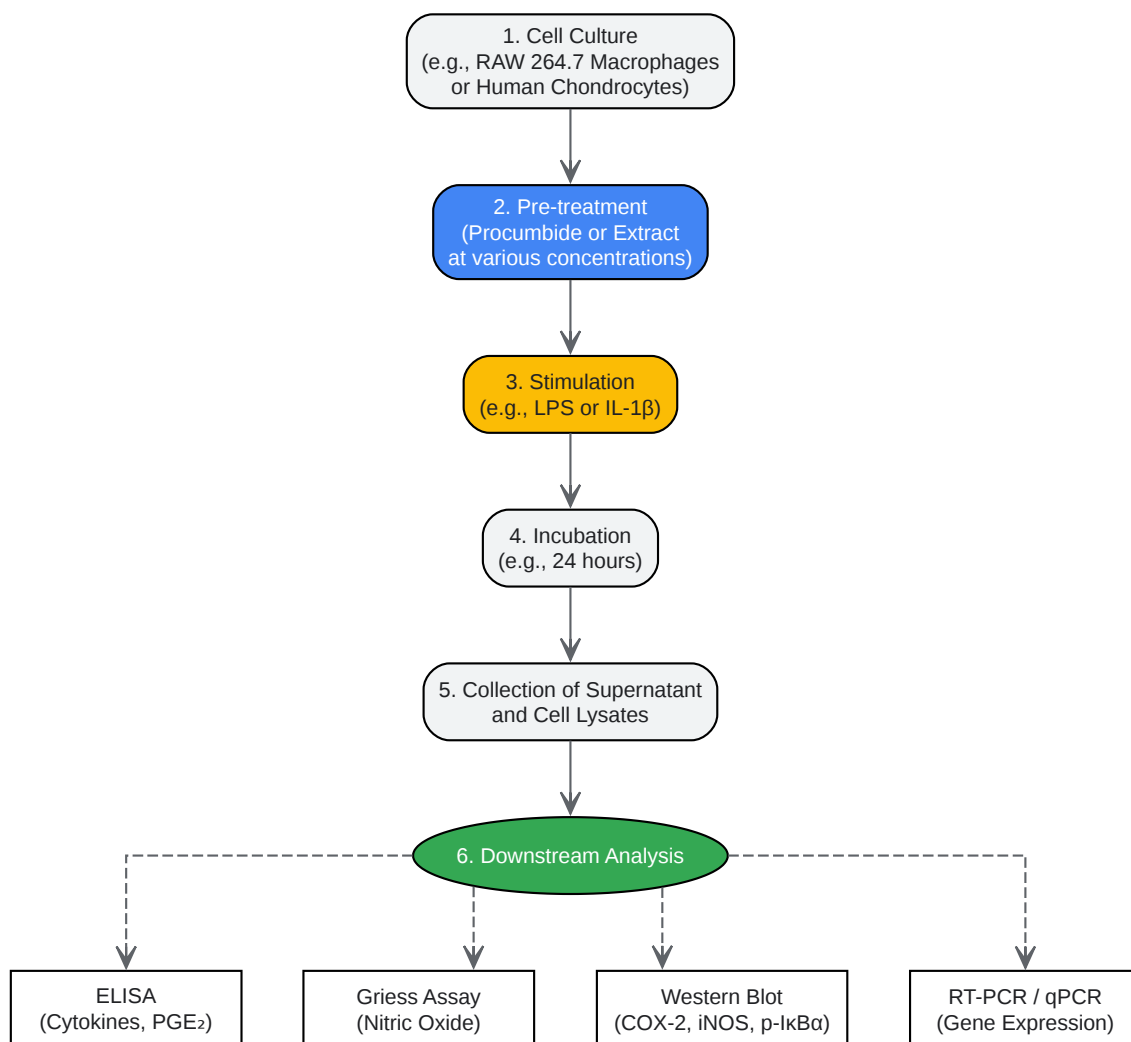 1. Cell Culture
(e.g., RAW 264.7 Macrophages
or Human Chondrocytes)
2. Pre-treatment
(Procumbide or Extract
at various concentrations)
3. Stimulation
(e.g., LPS or IL-1β)
4. Incubation
(e.g., 24 hours)
5. Collection of Supernatant
and Cell Lysates
6. Downstream Analysis
ELISA
(Cytokines, PGE₂)
Griess Assay
(Nitric Oxide)
Western Blot
(COX-2, iNOS, p-IκBα)
RT-PCR / qPCR
(Gene Expression)